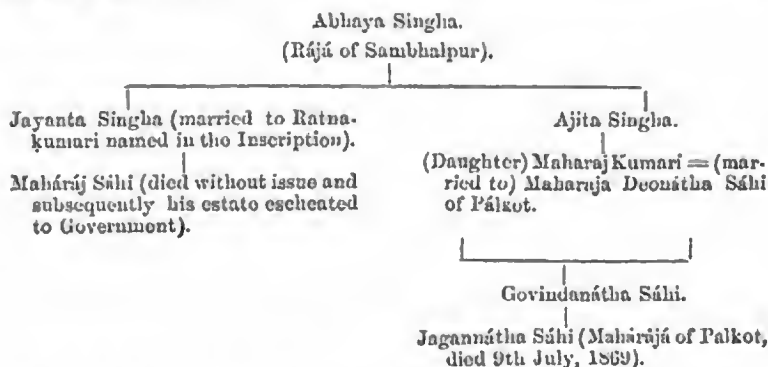 Abhaya Singha.
(Rájá of Sambhalpur).
Jayanta Singha (married to Ratna-
kumari named in the Inscription).
Maháráj Sáhi (died without issue and
subsequently his estate escheated
to Government).
Ajita Singha.
(Daughter) Maharaj Kumari = (mar-
ried to) Maharaja Deonátha Sáhi
of Pálkot.
Govindanátha Sáhi.
Jagannátha Sáhi (Mahárájá of Palkot,
died 9th July, 1869).